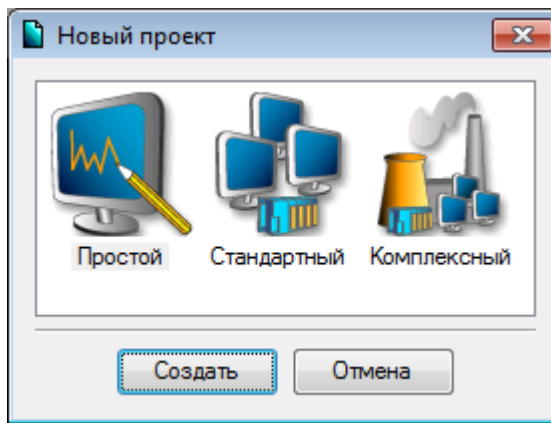 Новый проект
Простой Стандартный Комплексный
Создать Отмена